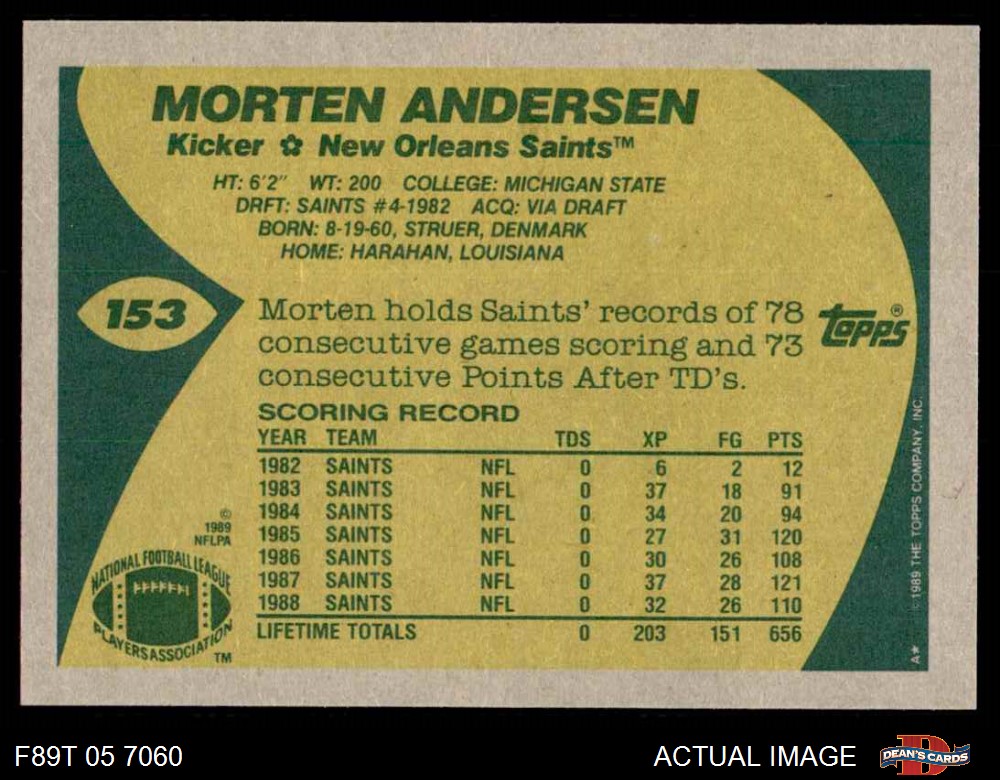 MORTEN ANDERSEN
Kicker ✿ New Orleans Saints™
HT: 6'2" WT: 200 COLLEGE: MICHIGAN STATE
DRFT: SAINTS #4-1982 ACQ: VIA DRAFT
BORN: 8-19-60, STRUER, DENMARK
HOME: HARAHAN, LOUISIANA
153
Morten holds Saints' records of 78
consecutive games scoring and 73
consecutive Points After TD's.
topps®
SCORING RECORD
YEAR TEAM TDS XP FG PTS
1982 SAINTS NFL 0 6 2 12
1983 SAINTS NFL 0 37 18 91
1984 SAINTS NFL 0 34 20 94
1985 SAINTS NFL 0 27 31 120
1986 SAINTS NFL 0 30 26 108
1987 SAINTS NFL 0 37 28 121
1988 SAINTS NFL 0 32 26 110
LIFETIME TOTALS 0 203 151 656
©
1989
NFLPA
NATIONAL FOOTBALL LEAGUE
PLAYERS ASSOCIATION
TM
A★ © 1989 THE TOPPS COMPANY, INC.
F89T 05 7060
ACTUAL IMAGE
D
DEAN'S CARDS